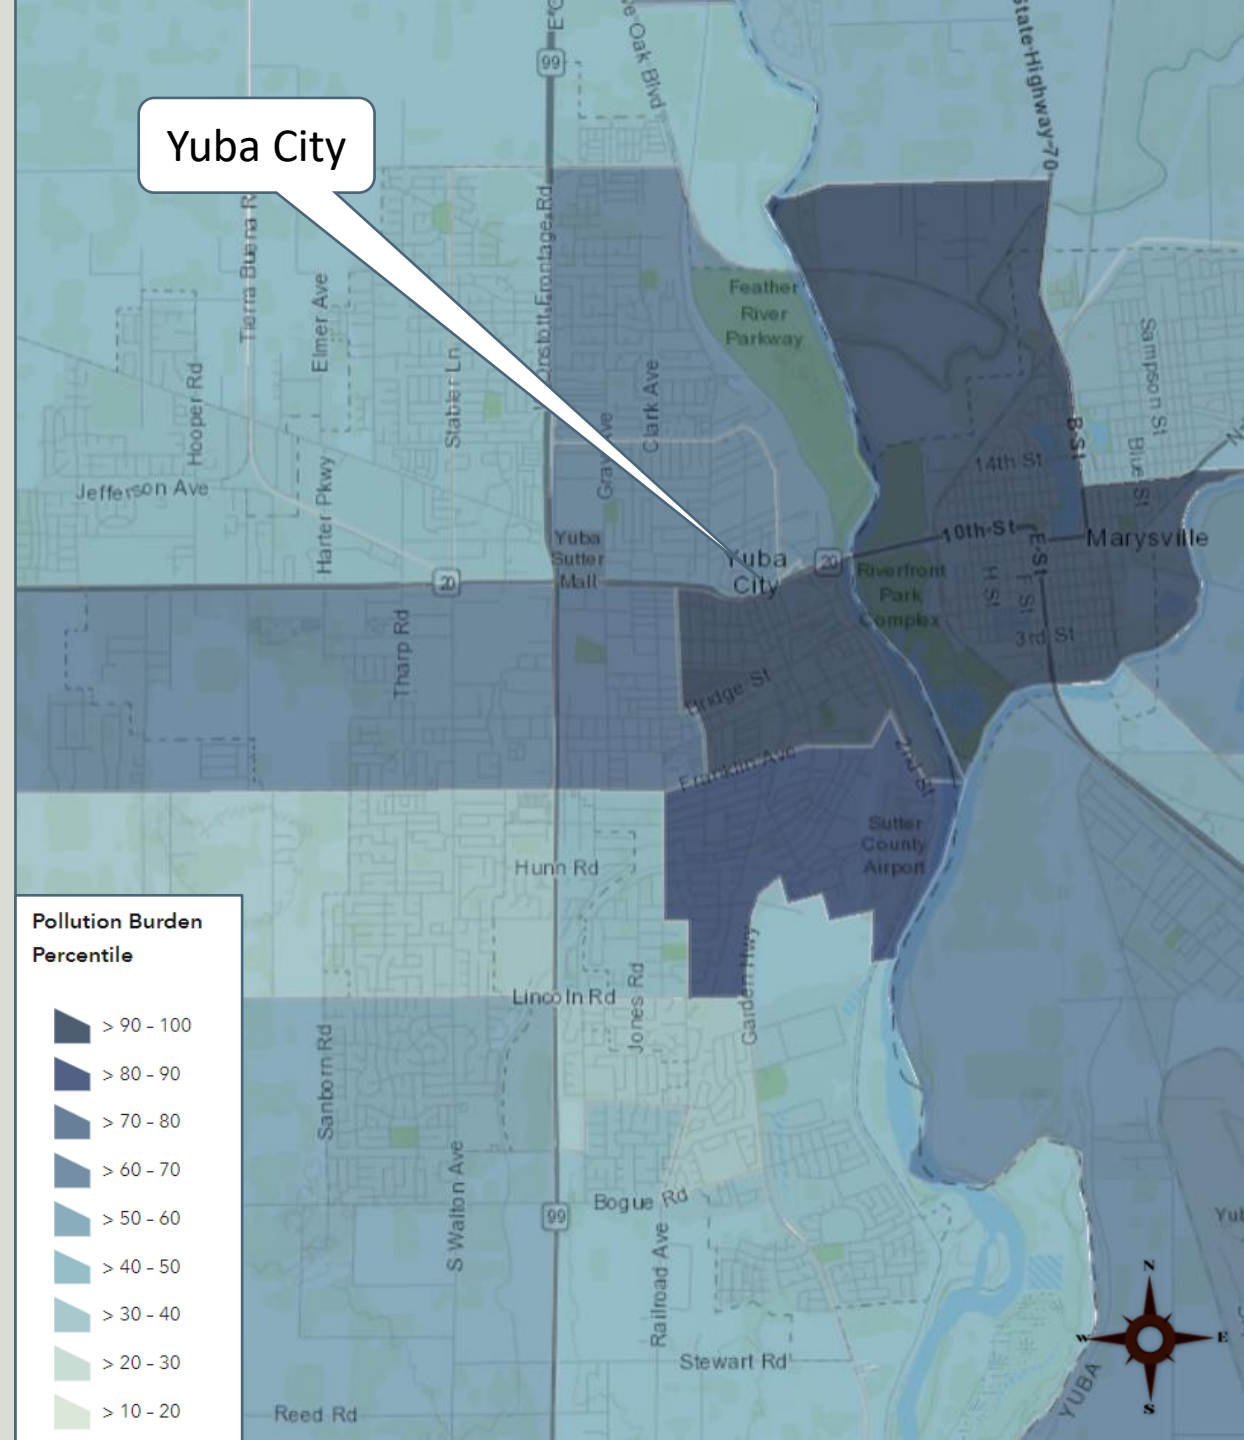 99
E
e-Oak Blvd
State-Highway-70
Yuba City
Tierra Buena R
Elmer Ave
Hooper Rd
Stabler Ln
Frontage-Rd
Clark Ave
Gray Ave
Feather
River
Parkway
Sampson St
Blue St
B-St
14th St
Jefferson Ave
Harter Pkwy
Yuba
Sutter
Mall
Yuba
City
20
20
10th-St
E-St
Marysville
Riverfront
Park
Complex
H St
F St
3rd St
Tharp Rd
Bridge St
Franklin Ave
2nd St
Sutter
County
Airport
Hunn Rd
Lincoln Rd
Jones Rd
Garden Hwy
Sanborn Rd
S Walton Ave
99
Bogue Rd
Railroad Ave
Stewart Rd
Reed Rd
Yub
YUBA
N
W
E
S
Pollution Burden
Percentile
> 90 - 100
> 80 - 90
> 70 - 80
> 60 - 70
> 50 - 60
> 40 - 50
> 30 - 40
> 20 - 30
> 10 - 20